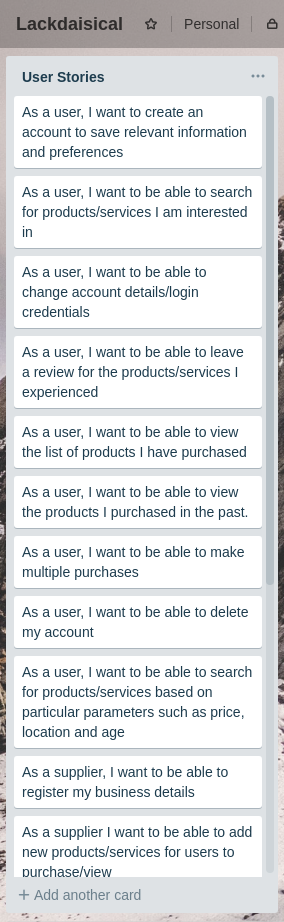 Lackdaisical
Personal
User Stories
As a user, I want to create an
account to save relevant information
and preferences
As a user, I want to be able to search
for products/services I am interested
in
As a user, I want to be able to
change account details/login
credentials
As a user, I want to be able to leave
a review for the products/services I
experienced
As a user, I want to be able to view
the list of products I have purchased
As a user, I want to be able to view
the products I purchased in the past.
As a user, I want to be able to make
multiple purchases
As a user, I want to be able to delete
my account
As a user, I want to be able to search
for products/services based on
particular parameters such as price,
location and age
As a supplier, I want to be able to
register my business details
As a supplier I want to be able to add
new products/services for users to
purchase/view
+ Add another card